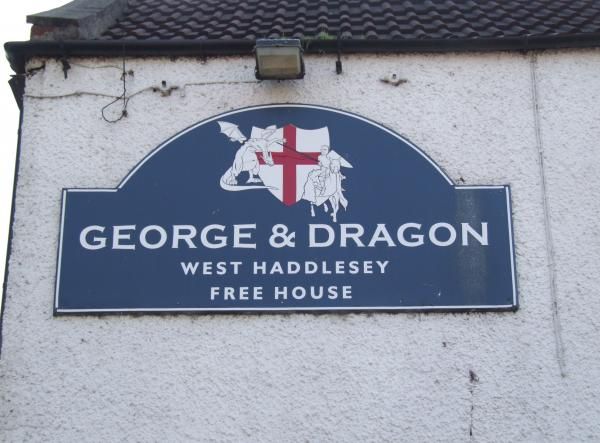 GEORGE & DRAGON
WEST HADDLESEY
FREE HOUSE